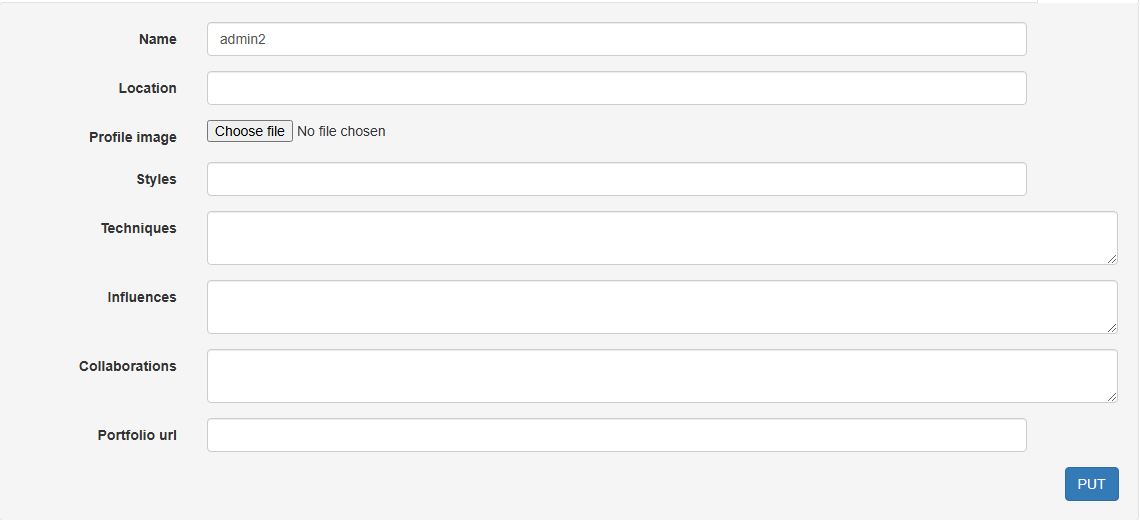 Name admin2
Location
Profile image Choose file No file chosen
Styles
Techniques
Influences
Collaborations
Portfolio url
PUT